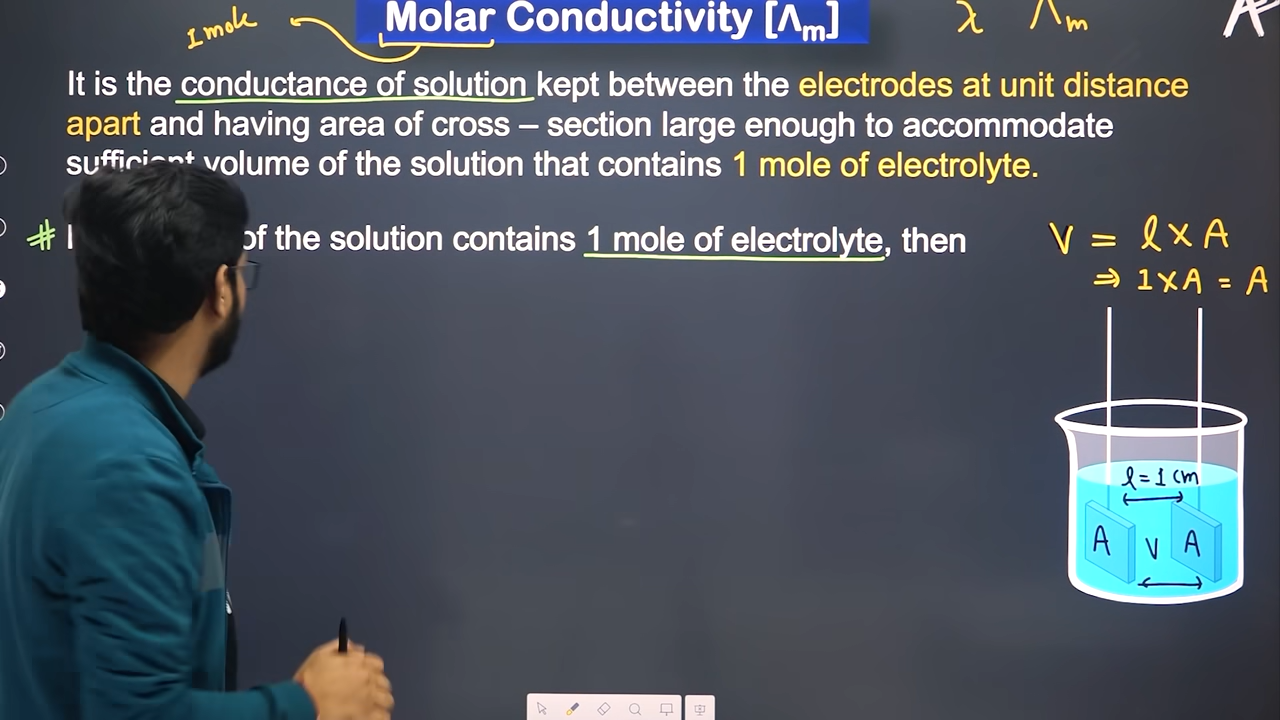 1 mole
Molar Conductivity [Λm]
λ Λm
It is the conductance of solution kept between the electrodes at unit distance
apart and having area of cross – section large enough to accommodate
sufficient volume of the solution that contains 1 mole of electrolyte.
# of the solution contains 1 mole of electrolyte, then
V = l x A
⇒ 1 x A = A
l = 1 cm
A V A